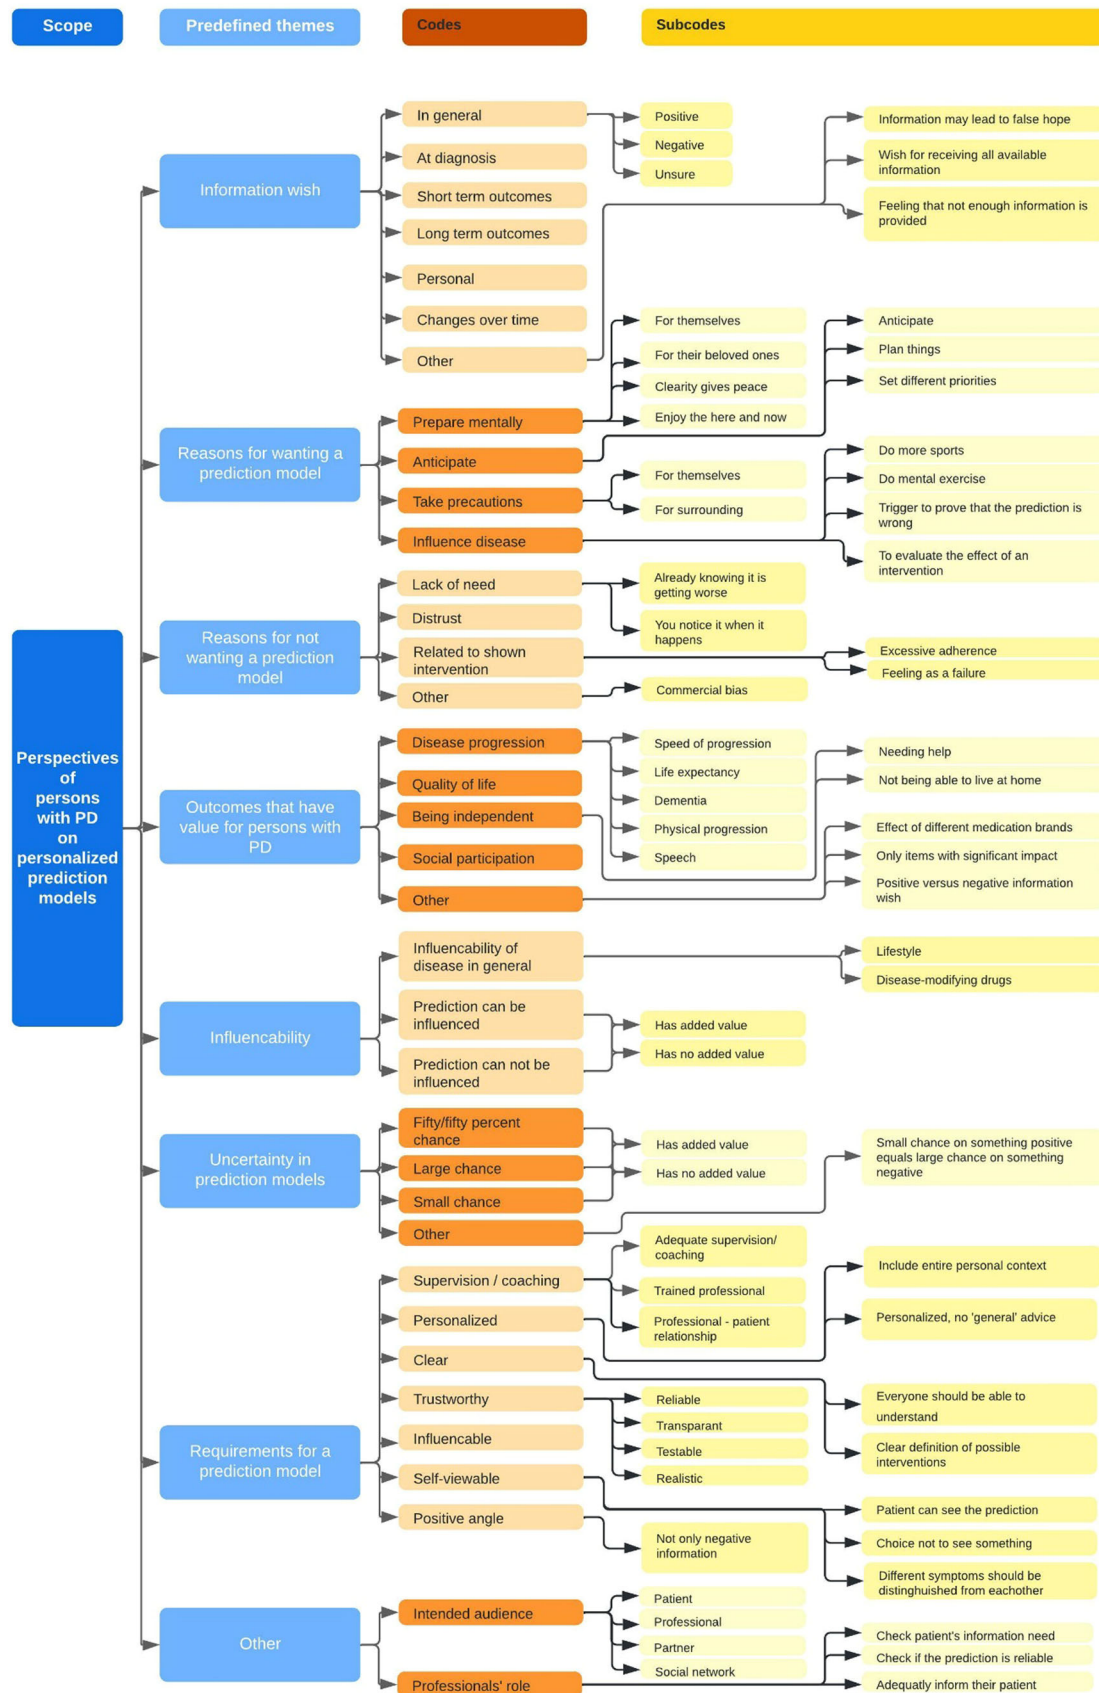 Scope
Predefined themes
Codes
Subcodes
Perspectives
of
persons
with PD
on
personalized
prediction
models
Information wish
In general
Positive
Negative
Unsure
At diagnosis
Short term outcomes
Long term outcomes
Personal
Changes over time
Other
Information may lead to false hope
Wish for receiving all available
information
Feeling that not enough information is
provided
Reasons for wanting a
prediction model
Prepare mentally
For themselves
For their beloved ones
Clearity gives peace
Enjoy the here and now
Anticipate
Anticipate
Plan things
Set different priorities
Take precautions
For themselves
For surrounding
Influence disease
Do more sports
Do mental exercise
Trigger to prove that the prediction is
wrong
To evaluate the effect of an
intervention
Reasons for not
wanting a prediction
model
Lack of need
Already knowing it is
getting worse
You notice it when it
happens
Distrust
Related to shown
intervention
Excessive adherence
Feeling as a failure
Other
Commercial bias
Outcomes that have
value for persons with
PD
Disease progression
Speed of progression
Life expectancy
Dementia
Physical progression
Speech
Quality of life
Being independent
Needing help
Not being able to live at home
Social participation
Other
Effect of different medication brands
Only items with significant impact
Positive versus negative information
wish
Influencability
Influencability of
disease in general
Lifestyle
Disease-modifying drugs
Prediction can be
influenced
Prediction can not be
influenced
Has added value
Has no added value
Uncertainty in
prediction models
Fifty/fifty percent
chance
Large chance
Small chance
Has added value
Has no added value
Other
Small chance on something positive
equals large chance on something
negative
Requirements for a
prediction model
Supervision / coaching
Adequate supervision/
coaching
Trained professional
Professional - patient
relationship
Personalized
Include entire personal context
Personalized, no 'general' advice
Clear
Everyone should be able to
understand
Clear definition of possible
interventions
Trustworthy
Reliable
Transparant
Testable
Realistic
Influencable
Self-viewable
Patient can see the prediction
Choice not to see something
Different symptoms should be
distinghuished from eachother
Positive angle
Not only negative
information
Other
Intended audience
Patient
Professional
Partner
Social network
Professionals' role
Check patient's information need
Check if the prediction is reliable
Adequatly inform their patient